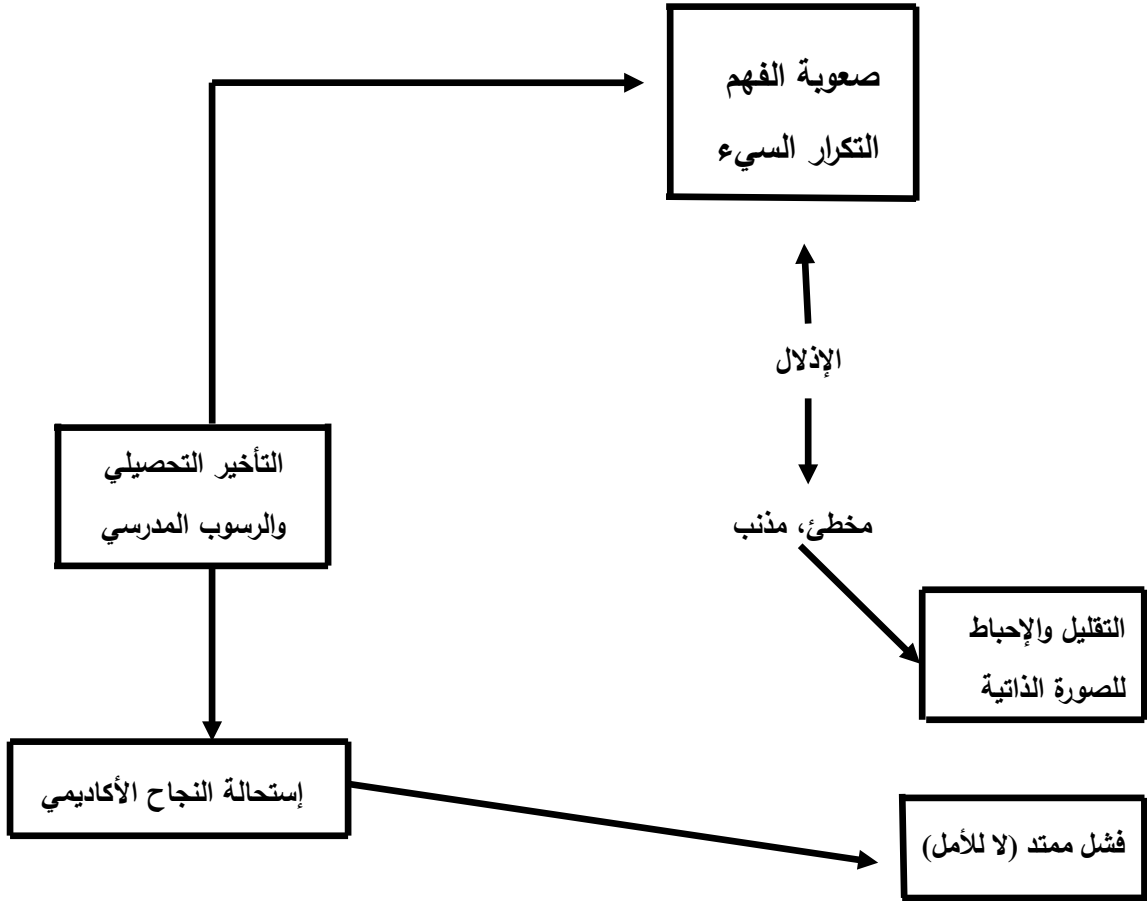 صعوبة الفهم
التكرار السيء
الإذلال
التأخير التحصيلي
والرسوب المدرسي
مخطئ، مذنب
التقليل والإحباط
للصورة الذاتية
إستحالة النجاح الأكاديمي
فشل ممتد (لا للأمل)